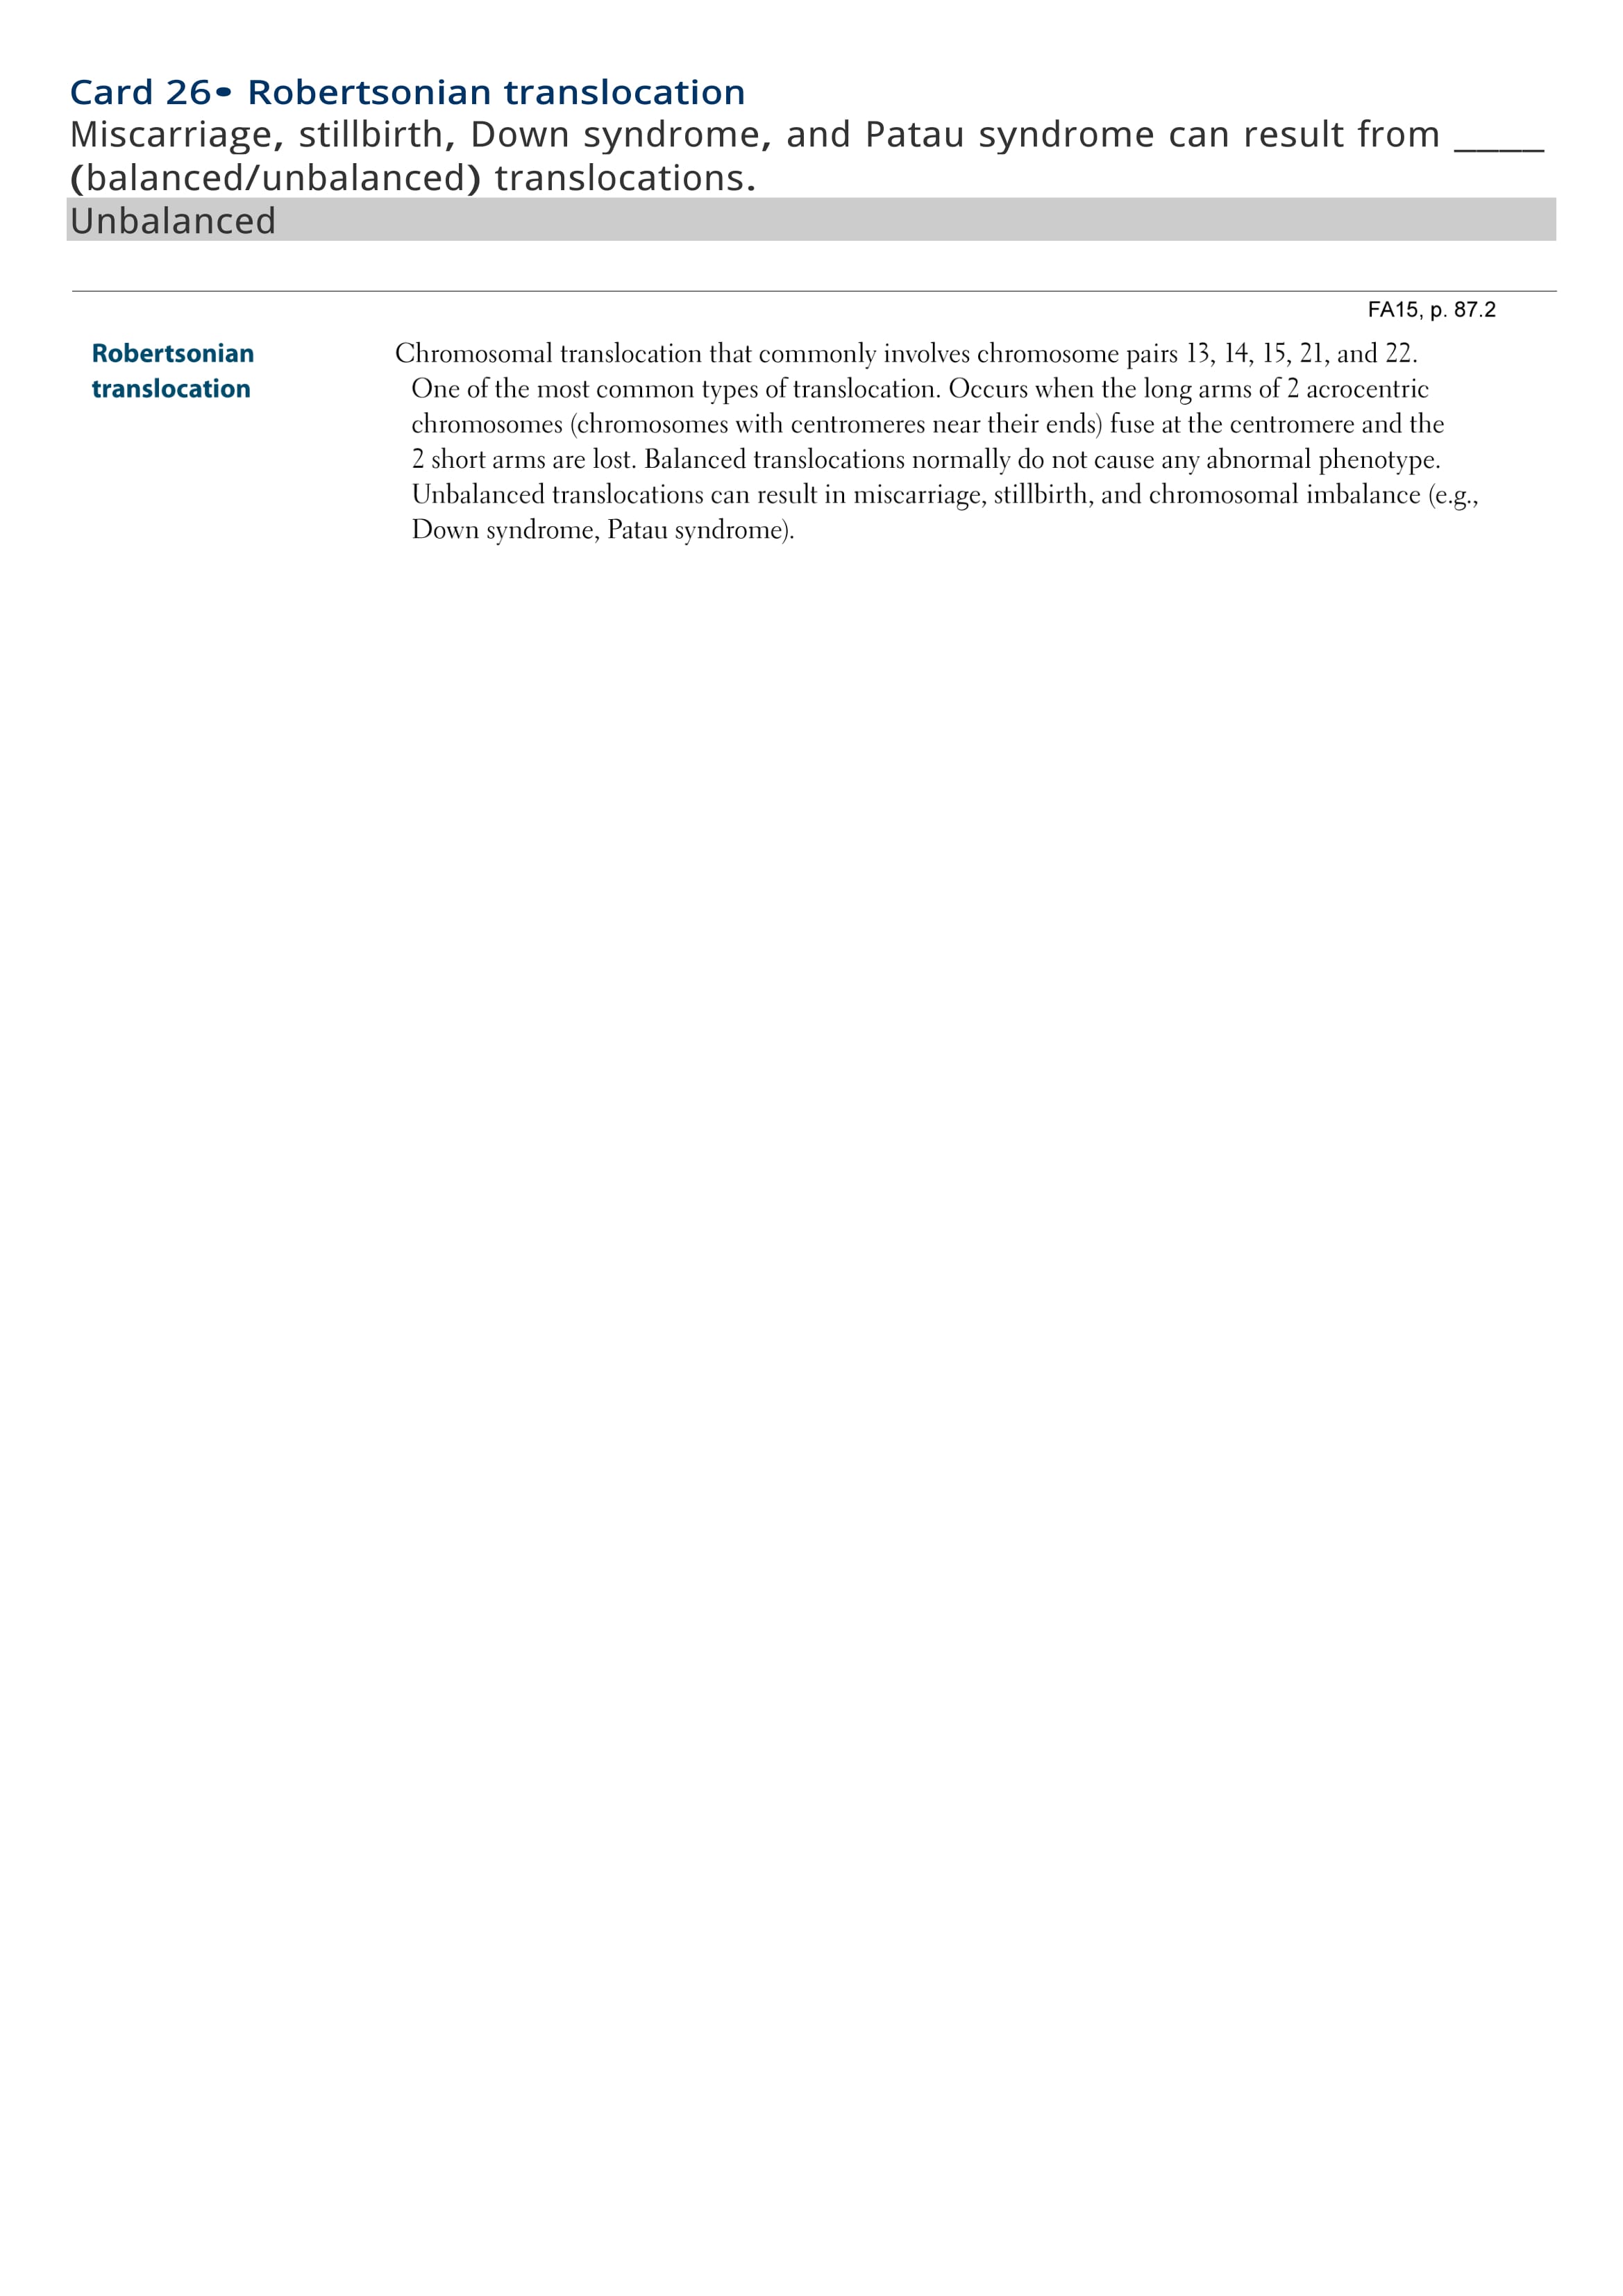 Card 26• Robertsonian translocation
Miscarriage, stillbirth, Down syndrome, and Patau syndrome can result from ____
(balanced/unbalanced) translocations.
Unbalanced
FA15, p. 87.2
Robertsonian
translocation
Chromosomal translocation that commonly involves chromosome pairs 13, 14, 15, 21, and 22.
One of the most common types of translocation. Occurs when the long arms of 2 acrocentric
chromosomes (chromosomes with centromeres near their ends) fuse at the centromere and the
2 short arms are lost. Balanced translocations normally do not cause any abnormal phenotype.
Unbalanced translocations can result in miscarriage, stillbirth, and chromosomal imbalance (e.g.,
Down syndrome, Patau syndrome).